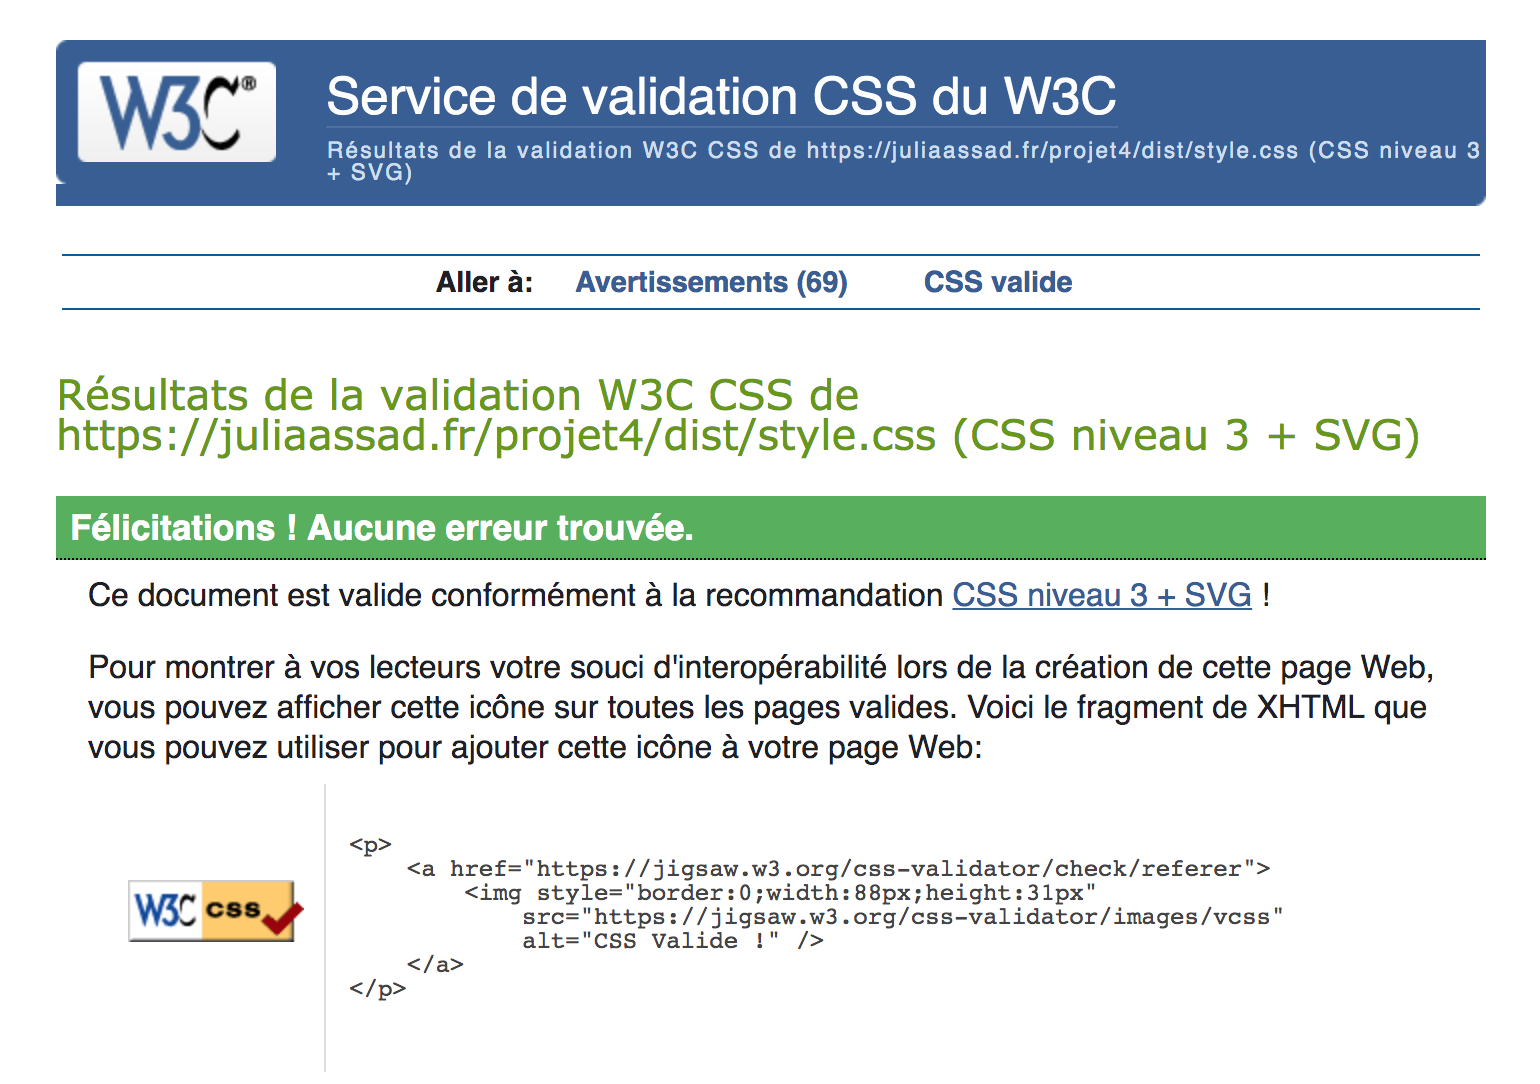 W3C®
Service de validation CSS du W3C
Résultats de la validation W3C CSS de https://juliaassad.fr/projet4/dist/style.css (CSS niveau 3
+ SVG)
Aller à: Avertissements (69) CSS valide
Résultats de la validation W3C CSS de
https://juliaassad.fr/projet4/dist/style.css (CSS niveau 3 + SVG)
Félicitations ! Aucune erreur trouvée.
Ce document est valide conformément à la recommandation CSS niveau 3 + SVG !
Pour montrer à vos lecteurs votre souci d'interopérabilité lors de la création de cette page Web,
vous pouvez afficher cette icône sur toutes les pages valides. Voici le fragment de XHTML que
vous pouvez utiliser pour ajouter cette icône à votre page Web:
W3C css
<p>
    <a href="https://jigsaw.w3.org/css-validator/check/referer">
        <img style="border:0;width:88px;height:31px"
            src="https://jigsaw.w3.org/css-validator/images/vcss"
            alt="CSS Valide !" />
    </a>
</p>